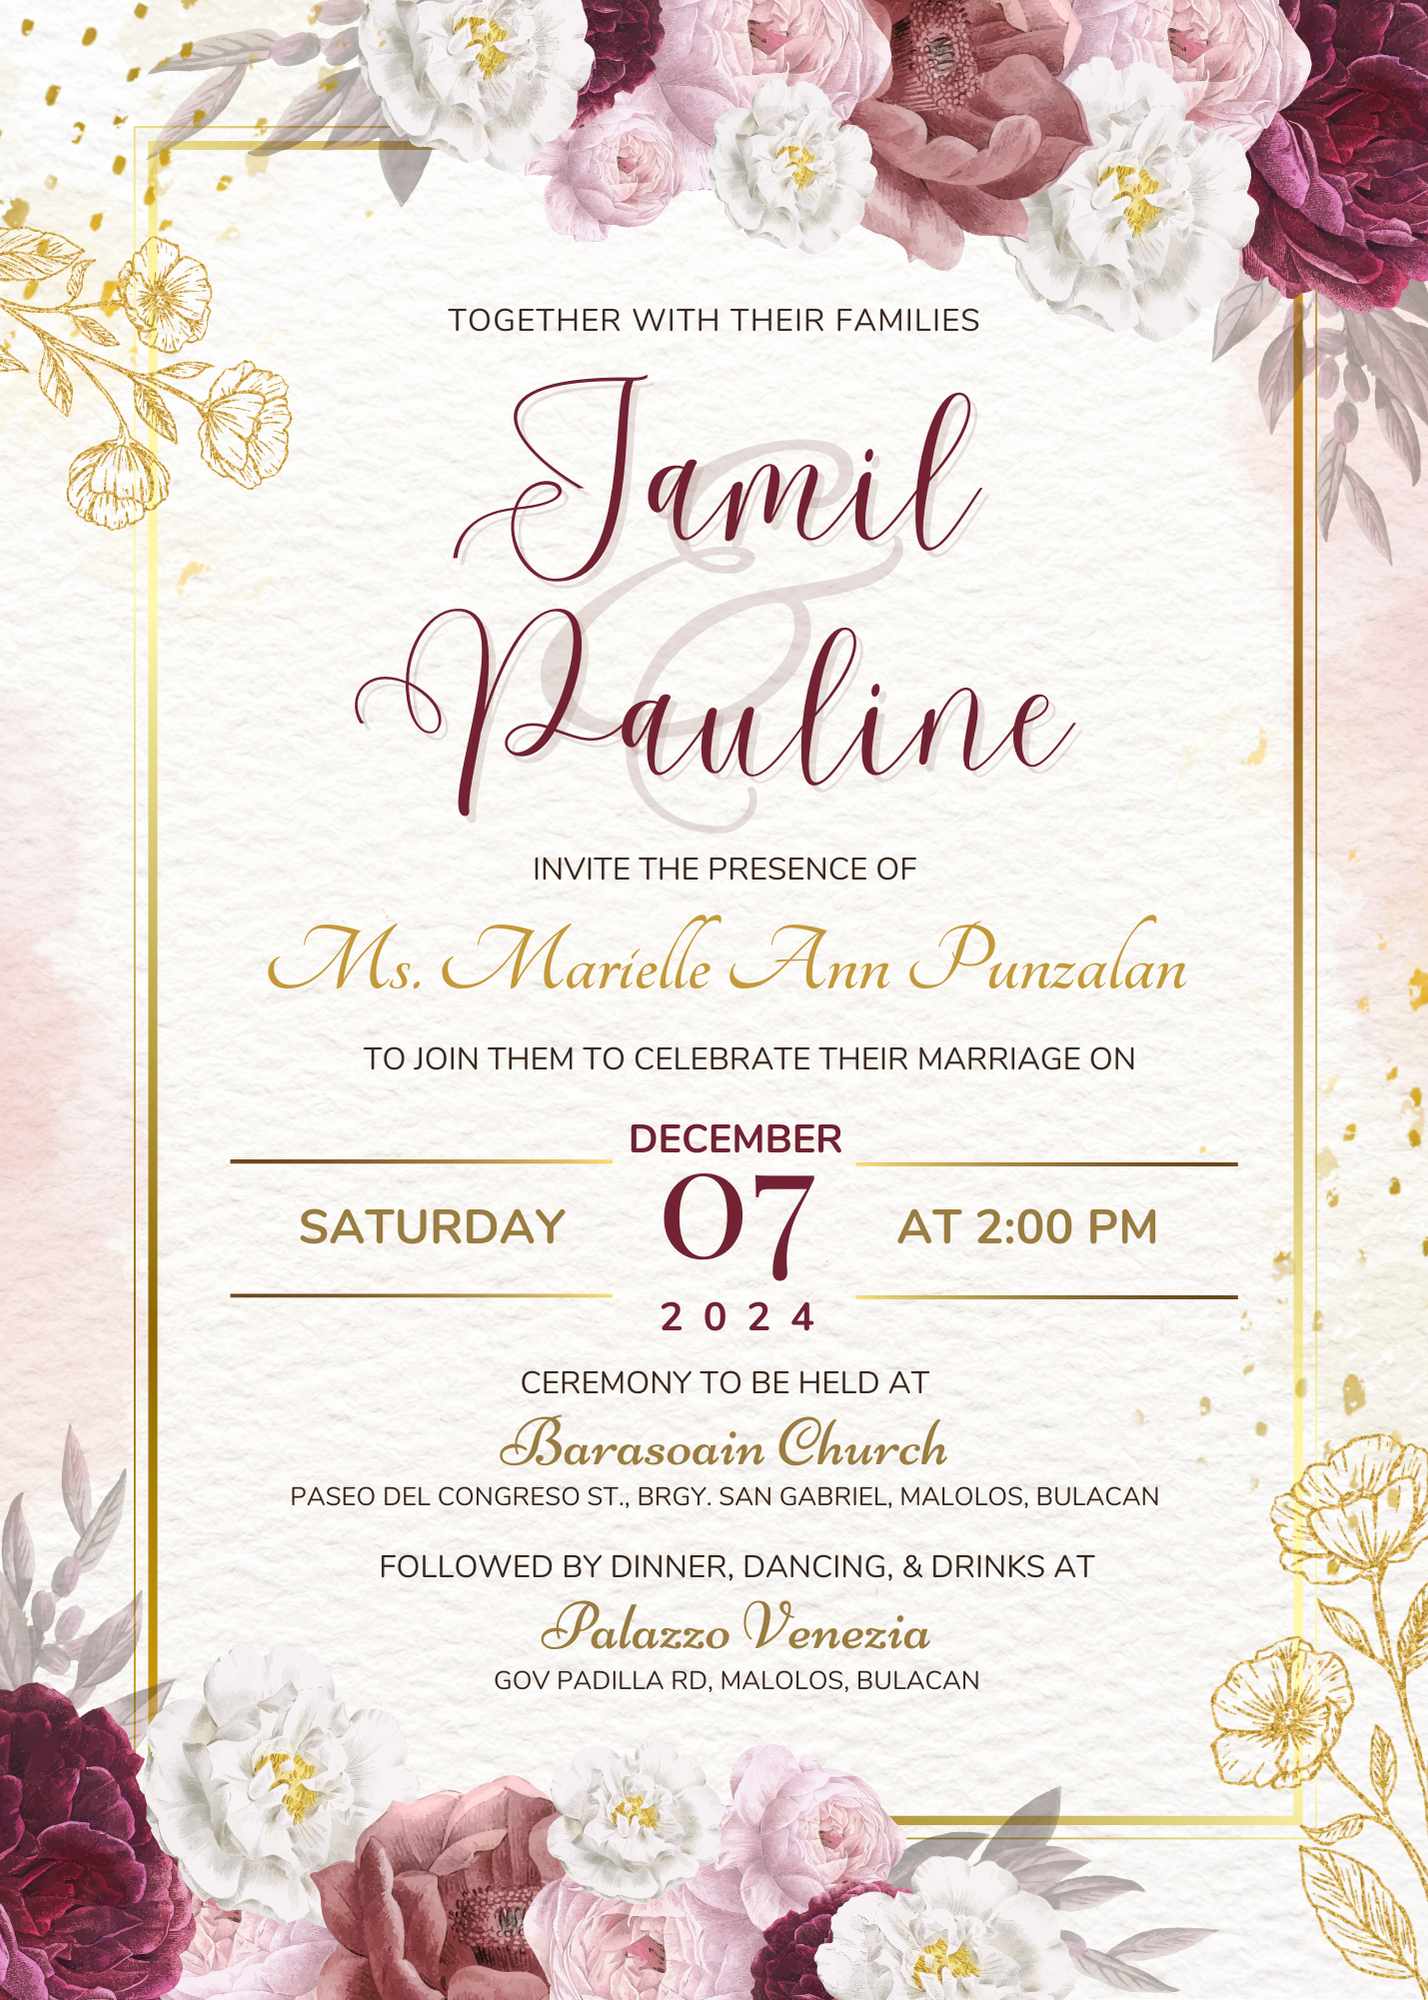 TOGETHER WITH THEIR FAMILIES
Jamil
&
Pauline
INVITE THE PRESENCE OF
Ms. Marielle Ann Punzalan
TO JOIN THEM TO CELEBRATE THEIR MARRIAGE ON
DECEMBER
SATURDAY 07 AT 2:00 PM
2024
CEREMONY TO BE HELD AT
Barasoain Church
PASEO DEL CONGRESO ST., BRGY. SAN GABRIEL, MALOLOS, BULACAN
FOLLOWED BY DINNER, DANCING, & DRINKS AT
Palazzo Venezia
GOV PADILLA RD, MALOLOS, BULACAN